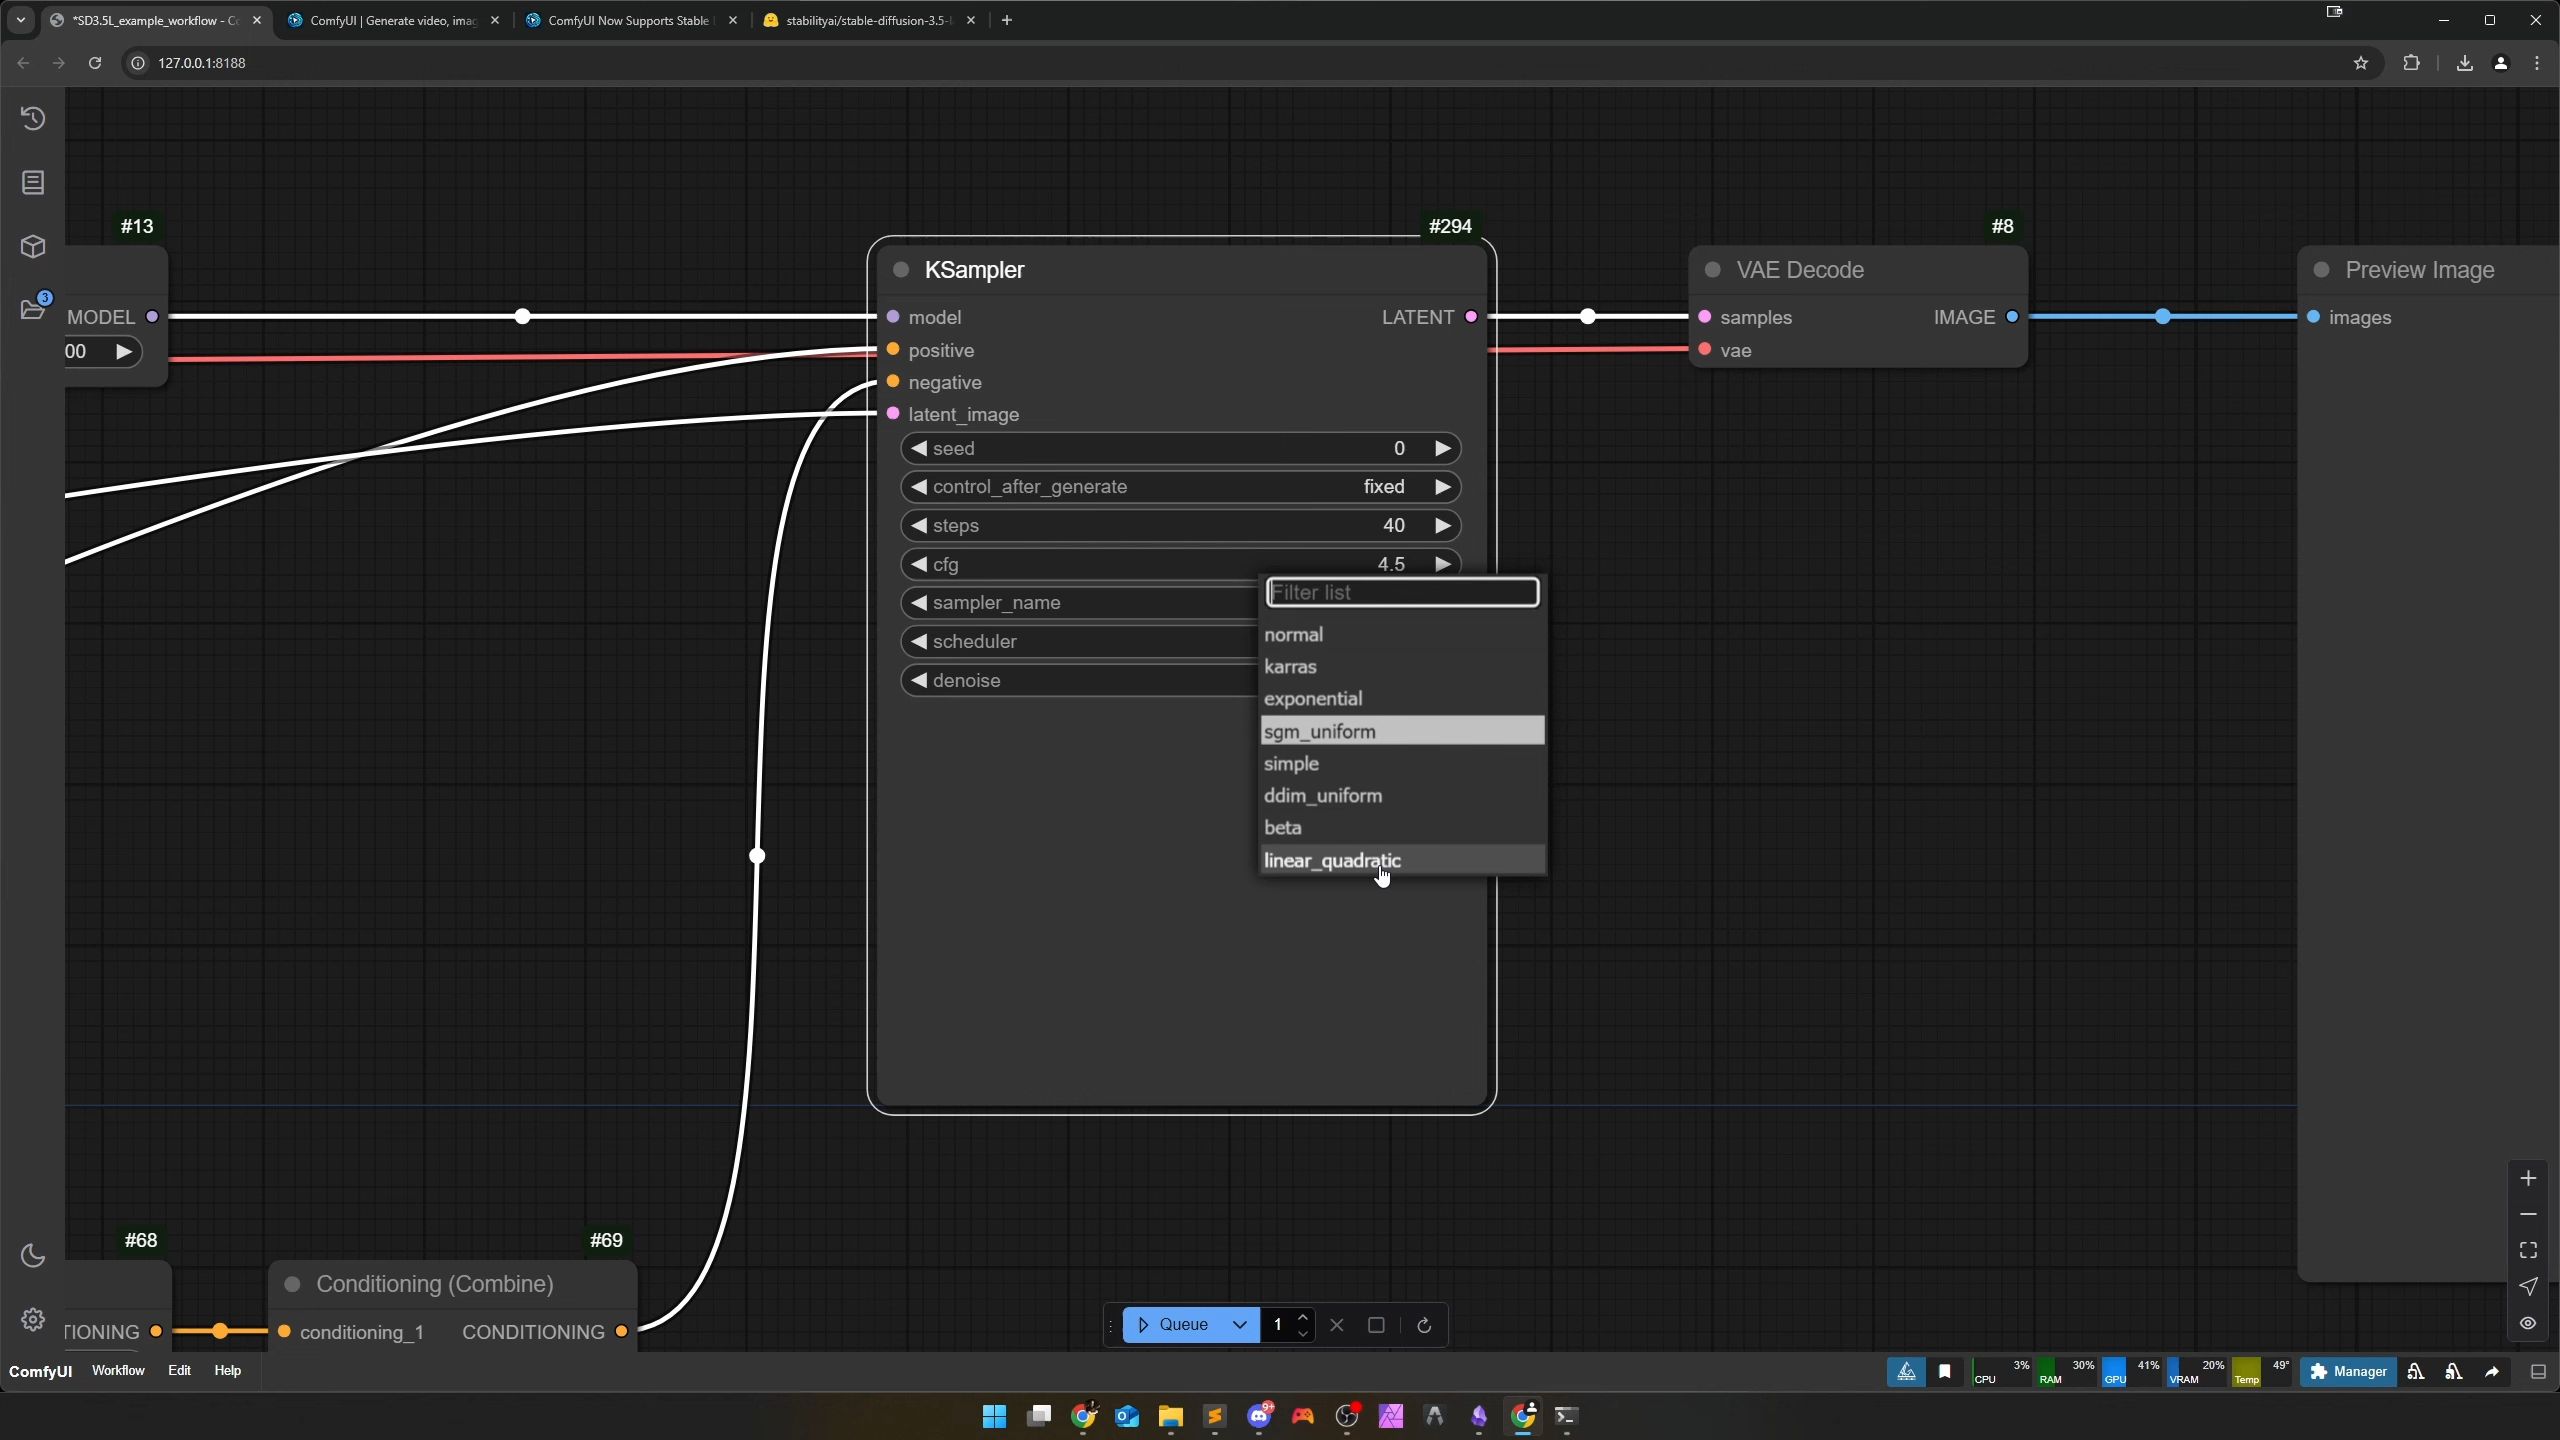 *SD3.5L_example_workflow - Co
ComfyUI | Generate video, imag
ComfyUI Now Supports Stable
stabilityai/stable-diffusion-3.5-
127.0.0.1:8188
3
#13
MODEL
00
#294
KSampler
model
LATENT
positive
negative
latent_image
seed 0
control_after_generate fixed
steps 40
cfg 4.5
sampler_name
scheduler
denoise
Filter list
normal
karras
exponential
sgm_uniform
simple
ddim_uniform
beta
linear_quadratic
#8
VAE Decode
samples
IMAGE
vae
Preview Image
images
#68
TIONING
#69
Conditioning (Combine)
conditioning_1
CONDITIONING
Queue
1
ComfyUI
Workflow
Edit
Help
CPU 3%
RAM 30%
GPU 41%
VRAM 20%
Temp 49°
Manager
9+